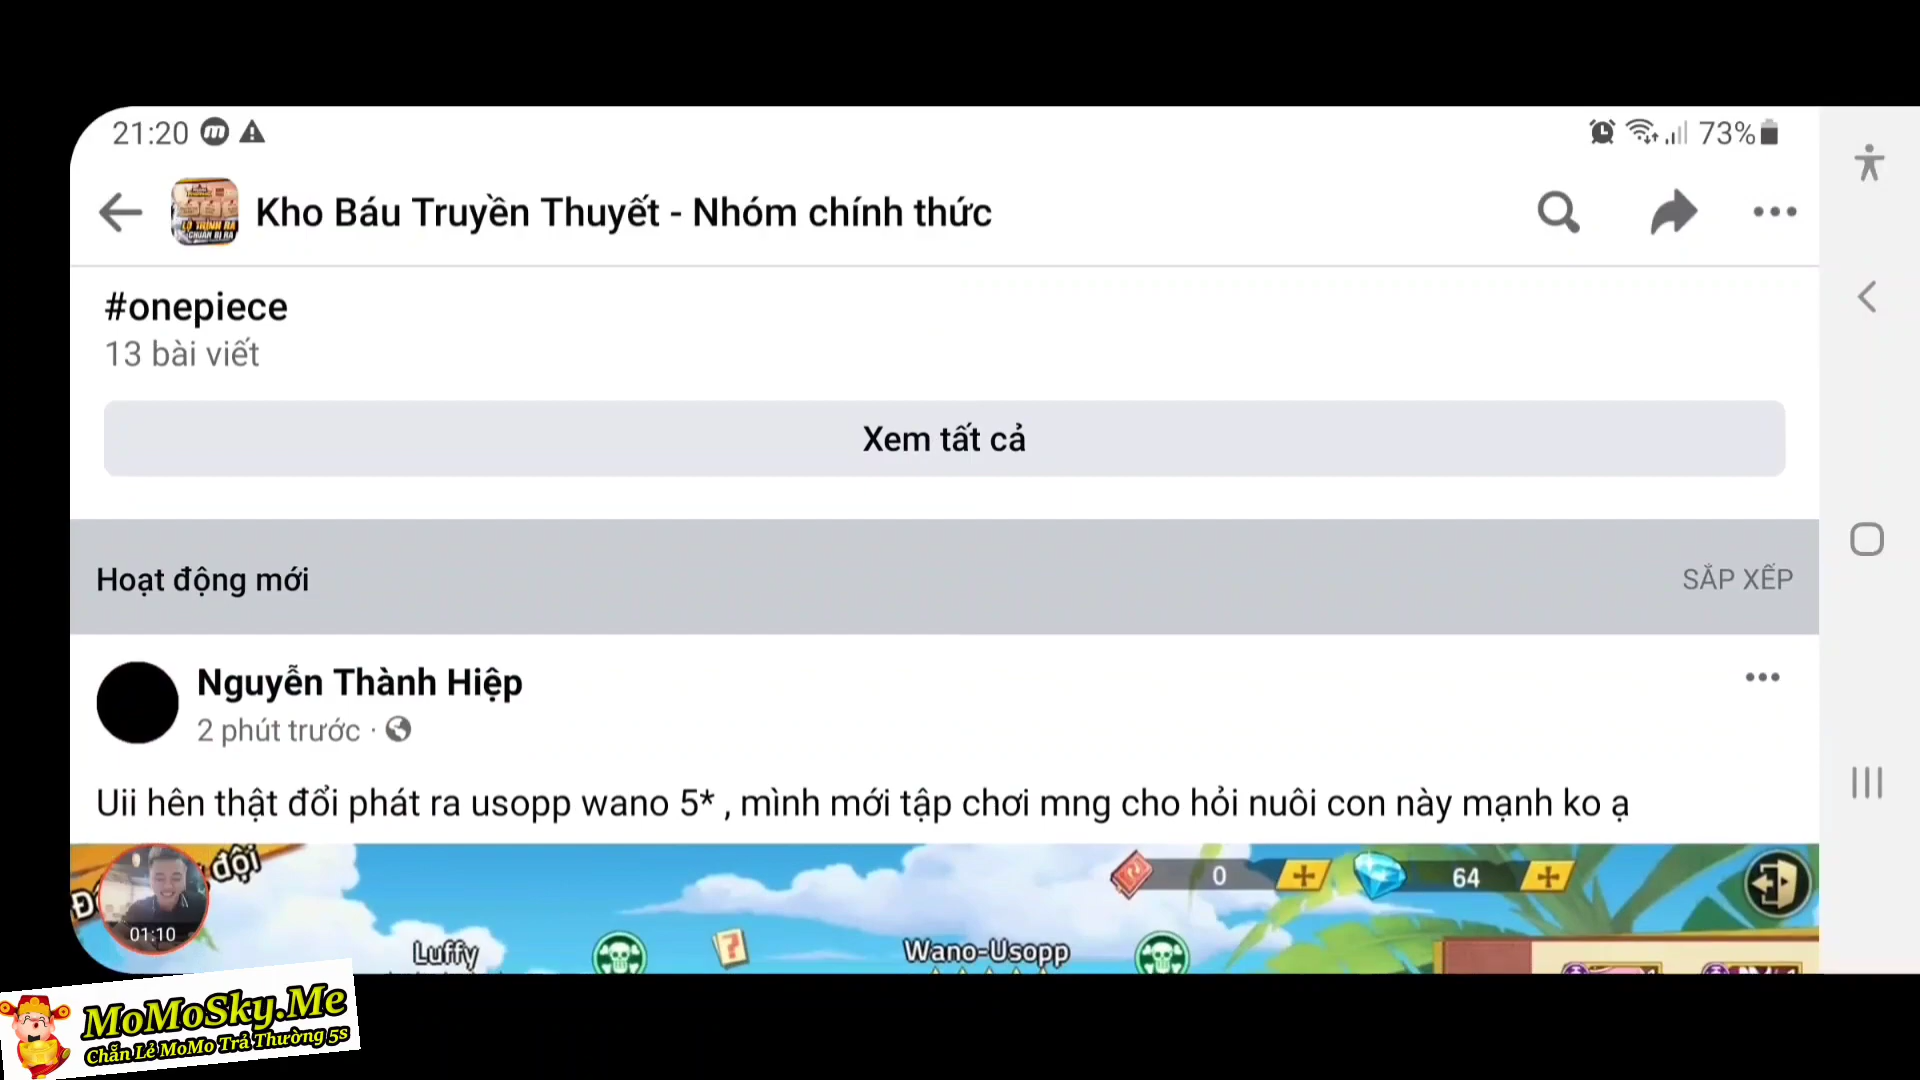 21:20
73%
Kho Báu Truyền Thuyết - Nhóm chính thức
#onepiece
13 bài viết
Xem tất cả
Hoạt động mới
SẮP XẾP
Nguyễn Thành Hiệp
2 phút trước ·
Uii hên thật đổi phát ra usopp wano 5* , mình mới tập chơi mng cho hỏi nuôi con này mạnh ko ạ
đội
0
64
01:10
Luffy
Wano-Usopp
MoMoSky.Me
Chẵn Lẻ MoMo Trả Thưởng 5s